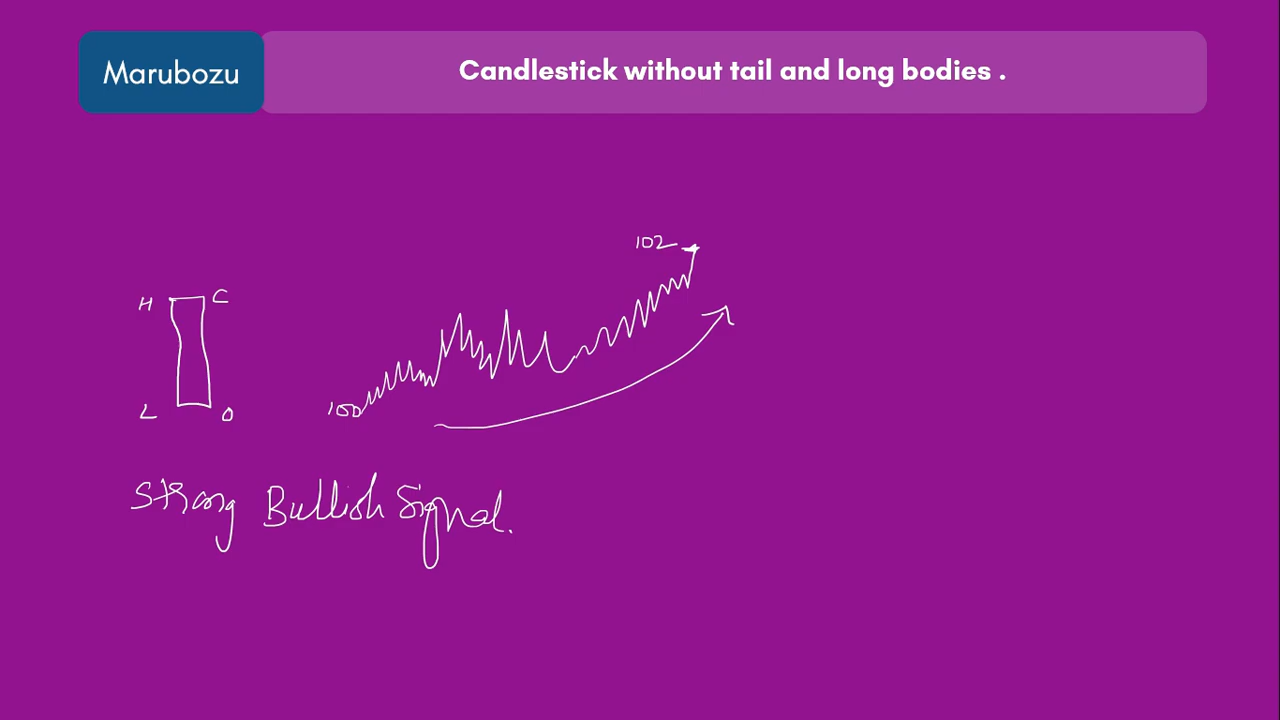 Marubozu
Candlestick without tail and long bodies .
102
H C
L O
100
Strong Bullish Signal.